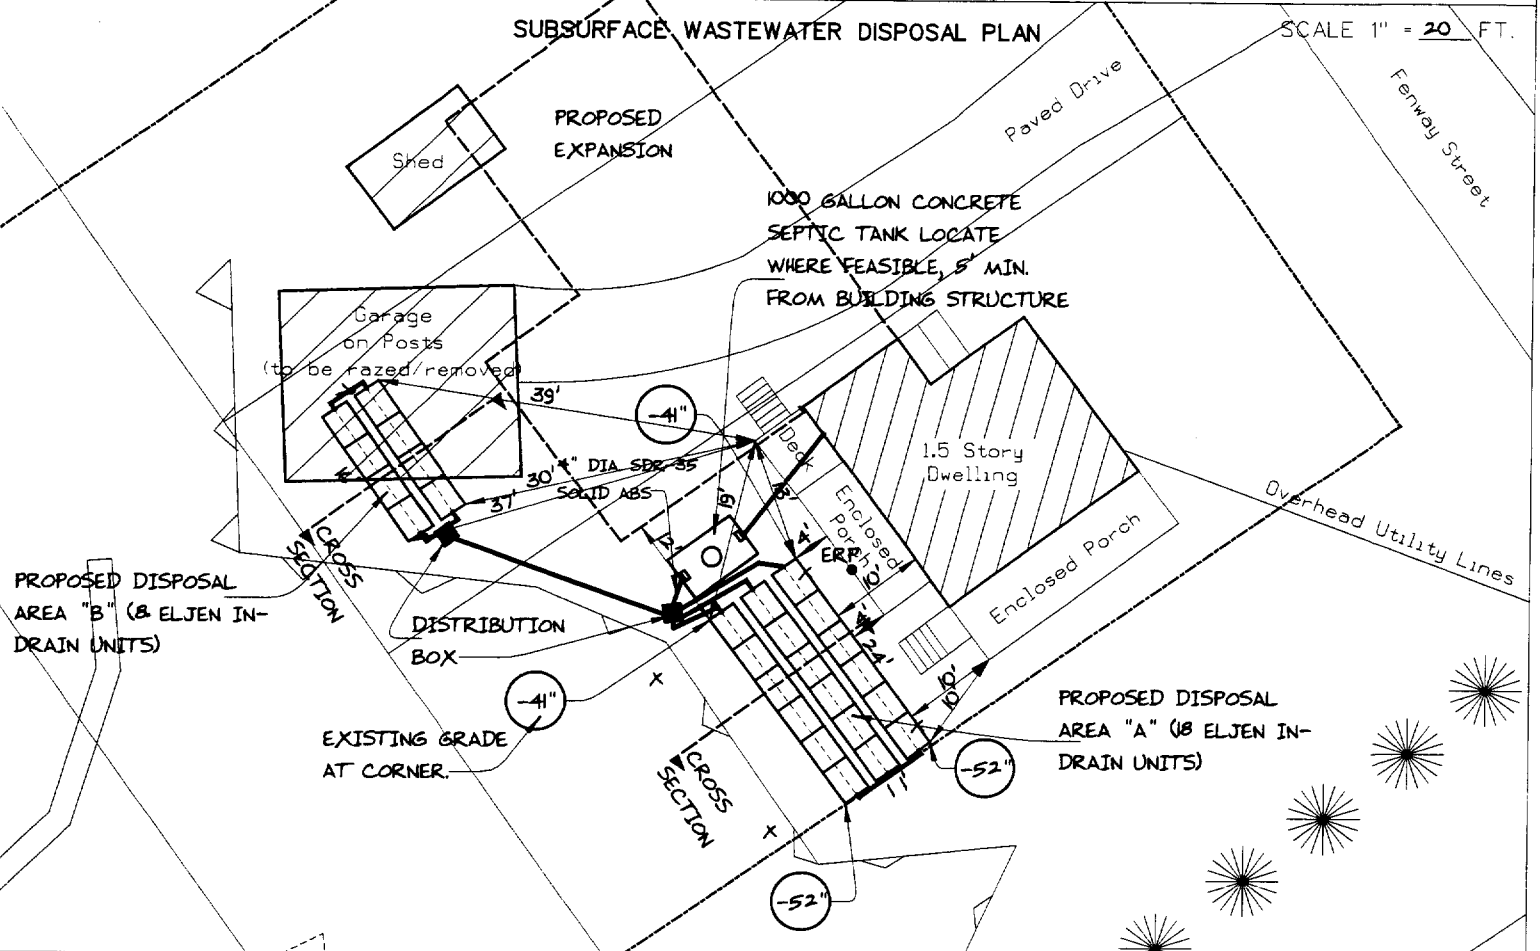 SUBSURFACE WASTEWATER DISPOSAL PLAN
SCALE 1" = 20 FT.
Paved Drive
Fenway Street
PROPOSED
EXPANSION
Shed
1000 GALLON CONCRETE
SEPTIC TANK LOCATE
WHERE FEASIBLE, 5' MIN.
FROM BUILDING STRUCTURE
Garage
on Posts
(to be razed/removed)
39'
-41"
Deck
1.5 Story
Dwelling
30'
4" DIA SDR-35
SOLID ABS
37'
19'
13'
Enclosed
Porch
Overhead Utility Lines
Enclosed Porch
12'
4'
ERP
10'
CROSS
SECTION
PROPOSED DISPOSAL
AREA "B" (8 ELJEN IN-
DRAIN UNITS)
DISTRIBUTION
BOX
4'
24'
10'
10'
-41"
EXISTING GRADE
AT CORNER.
PROPOSED DISPOSAL
AREA "A" (18 ELJEN IN-
DRAIN UNITS)
CROSS
SECTION
-52"
-52"